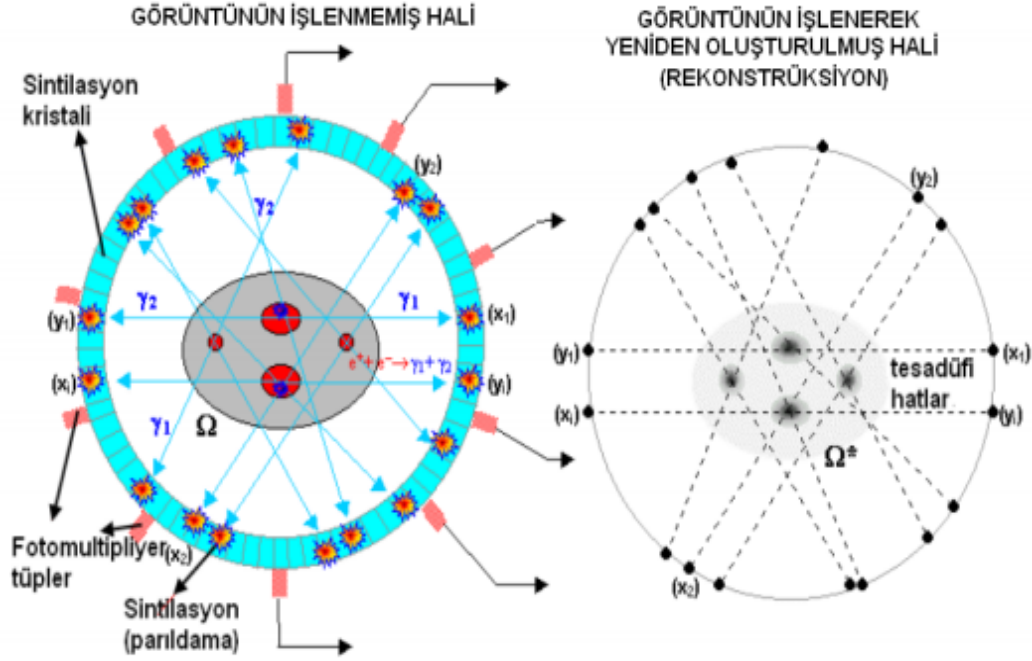 GÖRÜNTÜNÜN İŞLENMEMİŞ HALİ
Sintilasyon
kristali
(y₂)
γ₂
γ₂
γ₁
(y₁)
(x₁)
e⁺+ e⁻→γ₁+ γ₂
(xᵢ)
(yᵢ)
γ₁
Ω
Fotomultipliyer
tüpler
(x₂)
Sintilasyon
(parıldama)
GÖRÜNTÜNÜN İŞLENEREK
YENİDEN OLUŞTURULMUŞ HALİ
(REKONSTRÜKSİYON)
(y₂)
(y₁)
(x₁)
tesadüfi
hatlar
(xᵢ)
(yᵢ)
Ω*
(x₂)